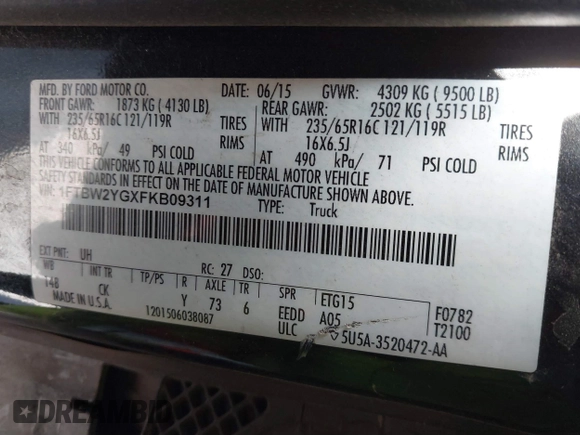 MFD. BY FORD MOTOR CO.
DATE: 06/15 GVWR: 4309 KG ( 9500 LB)
FRONT GAWR: 1873 KG ( 4130 LB) REAR GAWR: 2502 KG ( 5515 LB)
WITH 235/65R16C 121/119R TIRES WITH 235/65R16C 121/119R TIRES
16X6.5J RIMS 16X6.5J RIMS
AT 340 kPa/ 49 PSI COLD AT 490 kPa/ 71 PSI COLD
THIS VEHICLE CONFORMS TO ALL APPLICABLE FEDERAL MOTOR VEHICLE
SAFETY STANDARDS IN EFFECT ON THE DATE OF MANUFACTURE SHOWN ABOVE.
VIN: 1FTBW2YGXFKB09311 TYPE: Truck
EXT PNT: UH RC: 27 DSO:
WB INT TR TP/PS R AXLE TR SPR ETG15 F0782
148 CK Y 73 6 EEDD A05 T2100
ULC
MADE IN U.S.A. 1201506038087 5U5A-3520472-AA
DREAMBID